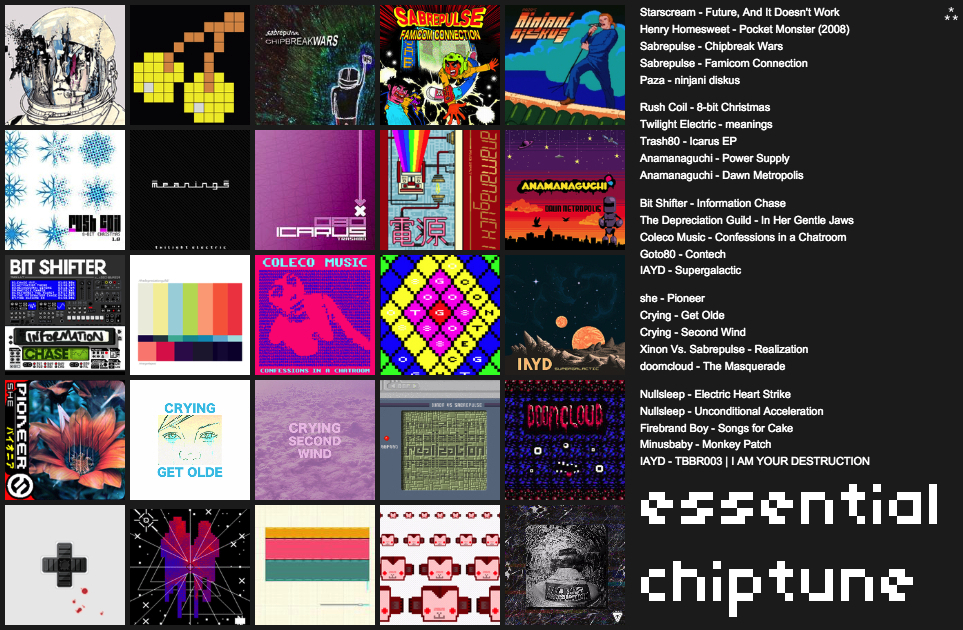 Starscream - Future, And It Doesn't Work
Henry Homesweet - Pocket Monster (2008)
Sabrepulse - Chipbreak Wars
Sabrepulse - Famicom Connection
Paza - ninjani diskus
Rush Coil - 8-bit Christmas
Twilight Electric - meanings
Trash80 - Icarus EP
Anamanaguchi - Power Supply
Anamanaguchi - Dawn Metropolis
Bit Shifter - Information Chase
The Depreciation Guild - In Her Gentle Jaws
Coleco Music - Confessions in a Chatroom
Goto80 - Contech
IAYD - Supergalactic
she - Pioneer
Crying - Get Olde
Crying - Second Wind
Xinon Vs. Sabrepulse - Realization
doomcloud - The Masquerade
Nullsleep - Electric Heart Strike
Nullsleep - Unconditional Acceleration
Firebrand Boy - Songs for Cake
Minusbaby - Monkey Patch
IAYD - TBBR003 | I AM YOUR DESTRUCTION
essential
chiptune
sabrepulse
CHIPBREAKWARS
SABREPULSE
FAMICOM CONNECTION
ninjani
diskus
RUSH COIL
8-BIT CHRISTMAS
1.0
meanings
twilight electric
080
ICARUS
TRASH80
anamanaguchi
電源
ANAMANAGUCHI
DAWN METROPOLIS
BIT SHIFTER
INFORMATION
CHASE
COLECO MUSIC
CONFESSIONS IN A CHATROOM
IAYD
SUPERGALACTIC
PIONEER
SHE
パイオニア
CRYING
GET OLDE
CRYING
SECOND
WIND
XINON VS SABREPULSE
realization
DOOMCLOUD